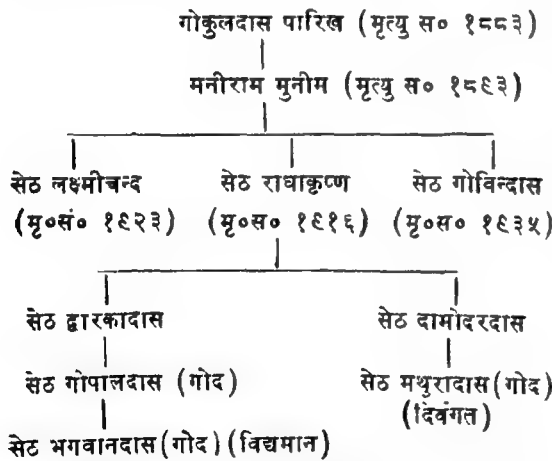 गोकुलदास पारिख (मृत्यु स० १८८३)
मनीराम मुनीम (मृत्यु स० १८९३)
सेठ लक्ष्मीचन्द सेठ राधाकृष्ण सेठ गोविन्दास
(मृ०सं० १९२३) (मृ०स० १९१६) (मृ०स० १९३५)
सेठ द्वारकादास सेठ दामोदरदास
सेठ गोपालदास (गोद) सेठ मथुरादास (गोद)
(दिवंगत)
सेठ भगवानदास (गोद) (विद्यमान)